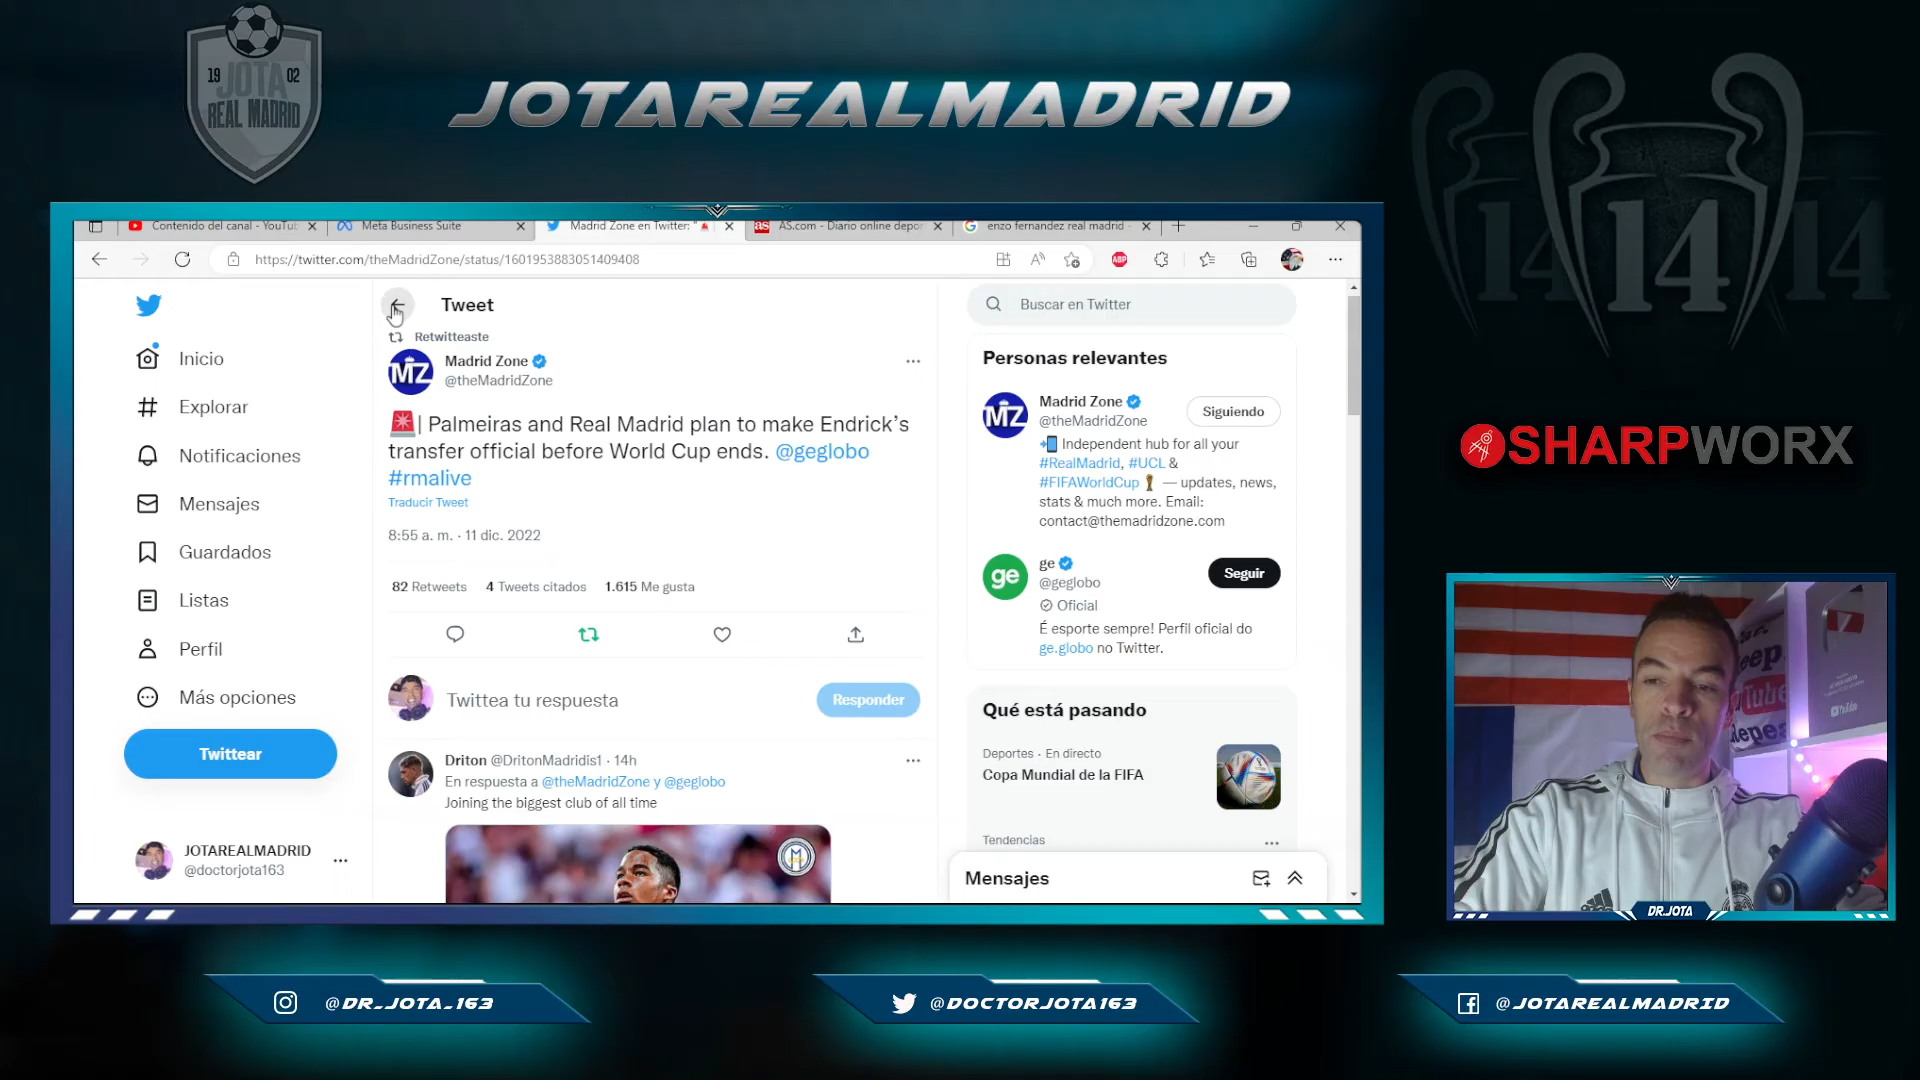 19 02
JOTA
REAL MADRID
JOTAREALMADRID
14 14 14
Contenido del canal - YouTub
Meta Business Suite
Madrid Zone en Twitter: "
AS.com - Diario online depor
enzo fernandez real madrid -
https://twitter.com/theMadridZone/status/1601953883051409408
ABP
Tweet
Buscar en Twitter
Inicio
Explorar
Notificaciones
Mensajes
Guardados
Listas
Perfil
Más opciones
Twittear
JOTAREALMADRID
@doctorjota163
Retwitteaste
MZ
Madrid Zone
@theMadridZone
🚨| Palmeiras and Real Madrid plan to make Endrick’s
transfer official before World Cup ends. @geglobo
#rmalive
Traducir Tweet
8:55 a. m. · 11 dic. 2022
82 Retweets 4 Tweets citados 1.615 Me gusta
Twittea tu respuesta
Responder
Driton @DritonMadridis1 · 14h
En respuesta a @theMadridZone y @geglobo
Joining the biggest club of all time
Personas relevantes
MZ
Madrid Zone
@theMadridZone
Siguiendo
📲 Independent hub for all your
#RealMadrid, #UCL &
#FIFAWorldCup 🏆 — updates, news,
stats & much more. Email:
contact@themadridzone.com
ge
ge
@geglobo
Seguir
Oficial
É esporte sempre! Perfil oficial do
ge.globo no Twitter.
Qué está pasando
Deportes · En directo
Copa Mundial de la FIFA
Tendencias
Mensajes
SHARPWORX
YouTube
DR.JOTA
@DR_JOTA_163
@DOCTORJOTA163
@JOTAREALMADRID